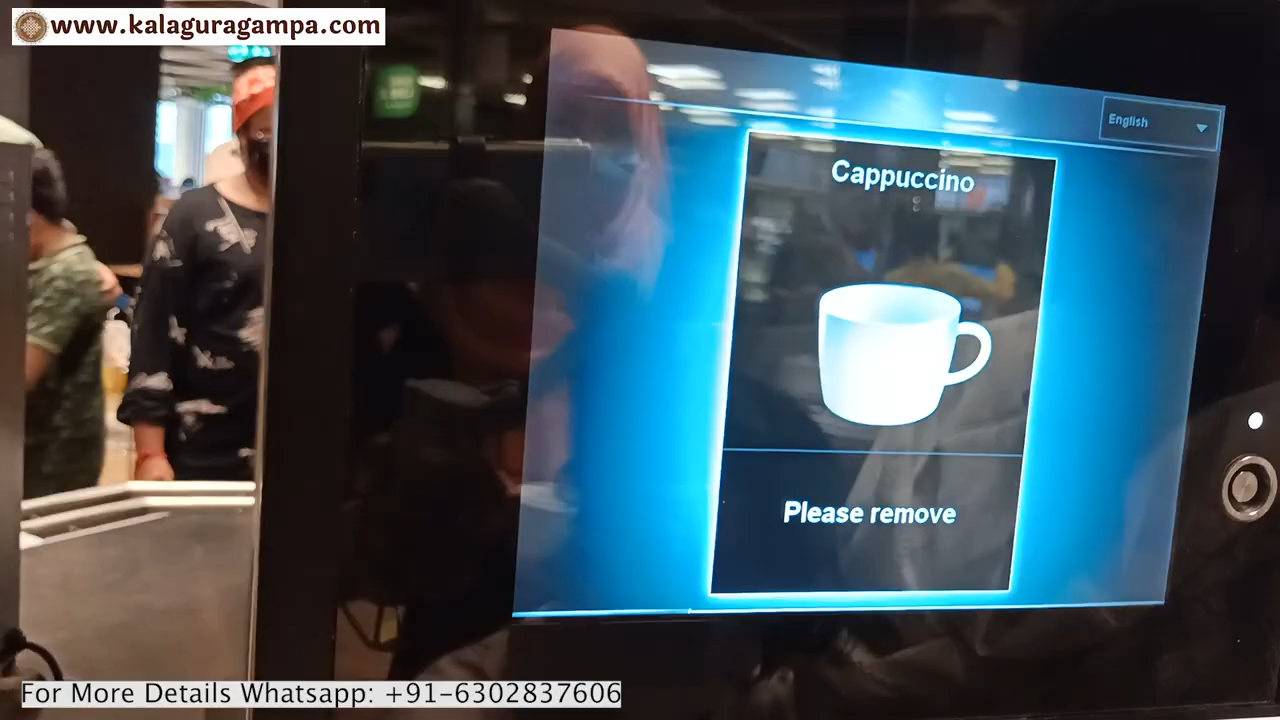 www.kalaguragampa.com
English
Cappuccino
Please remove
For More Details Whatsapp: +91-6302837606